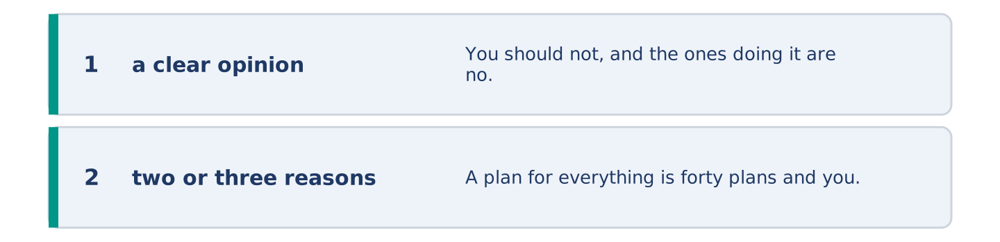 1 a clear opinion You should not, and the ones doing it are
no.
2 two or three reasons A plan for everything is forty plans and you.